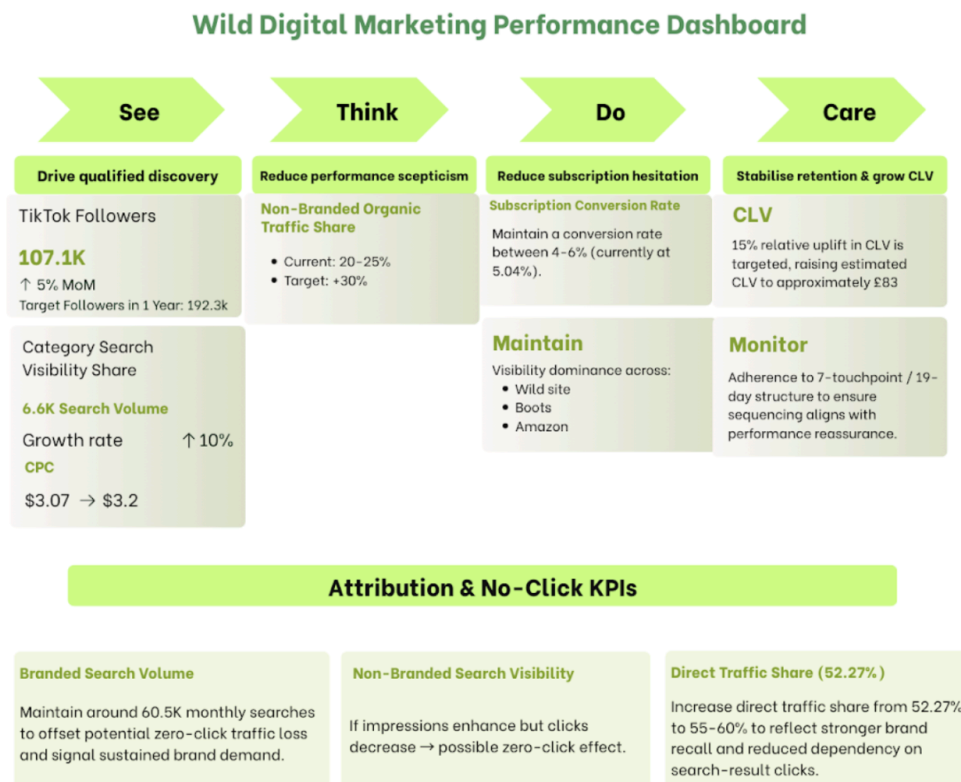 Wild Digital Marketing Performance Dashboard
See
Think
Do
Care
Drive qualified discovery
Reduce performance scepticism
Reduce subscription hesitation
Stabilise retention & grow CLV
TikTok Followers
107.1K
↑ 5% MoM
Target Followers in 1 Year: 192.3k
Category Search
Visibility Share
6.6K Search Volume
Growth rate ↑ 10%
CPC
$3.07 → $3.2
Non-Branded Organic
Traffic Share
• Current: 20-25%
• Target: +30%
Subscription Conversion Rate
Maintain a conversion rate
between 4-6% (currently at
5.04%).
Maintain
Visibility dominance across:
• Wild site
• Boots
• Amazon
CLV
15% relative uplift in CLV is
targeted, raising estimated
CLV to approximately £83
Monitor
Adherence to 7-touchpoint / 19-
day structure to ensure
sequencing aligns with
performance reassurance.
Attribution & No-Click KPIs
Branded Search Volume
Maintain around 60.5K monthly searches
to offset potential zero-click traffic loss
and signal sustained brand demand.
Non-Branded Search Visibility
If impressions enhance but clicks
decrease → possible zero-click effect.
Direct Traffic Share (52.27%)
Increase direct traffic share from 52.27%
to 55-60% to reflect stronger brand
recall and reduced dependency on
search-result clicks.